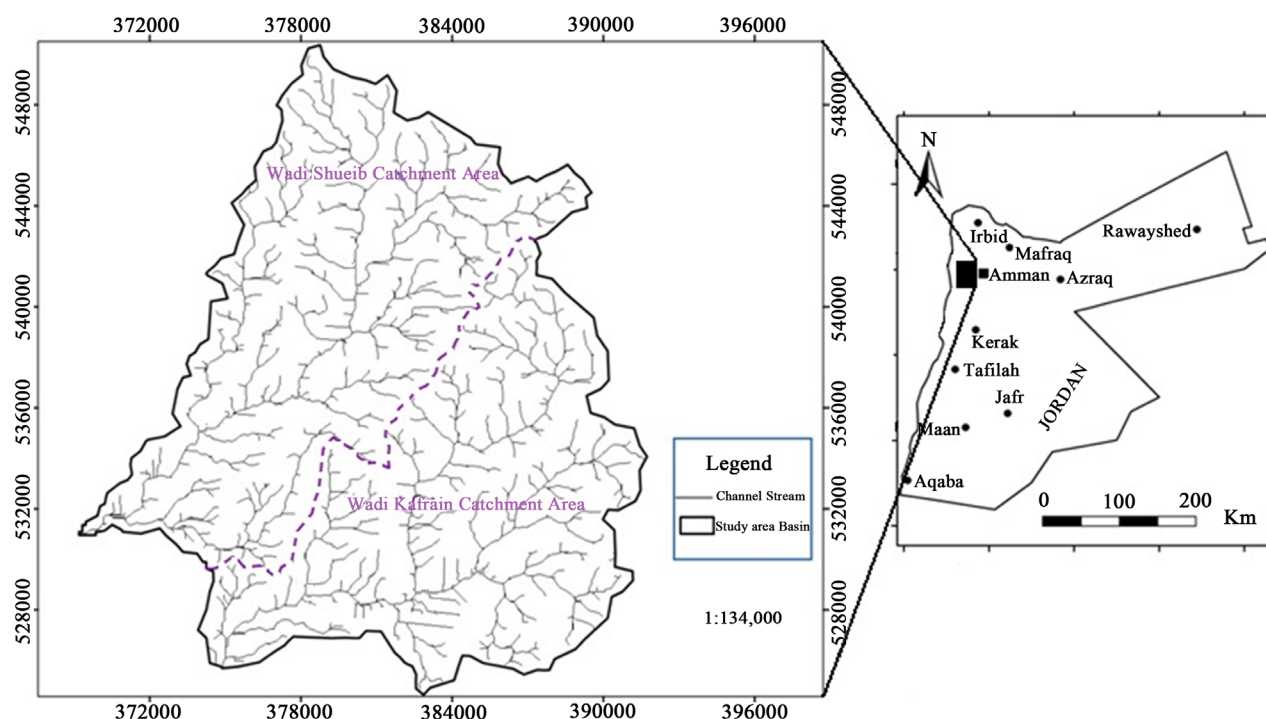 372000
378000
384000
390000
396000
548000
544000
540000
536000
532000
528000
Wadi Shueib Catchment Area
Wadi Kafrain Catchment Area
Legend
Channel Stream
Study area Basin
1:134,000
548000
544000
540000
536000
532000
528000
372000
378000
384000
390000
396000
N
Irbid
Mafraq
Rawayshed
Amman
Azraq
Kerak
Tafilah
Jafr
JORDAN
Maan
Aqaba
0 100 200
Km